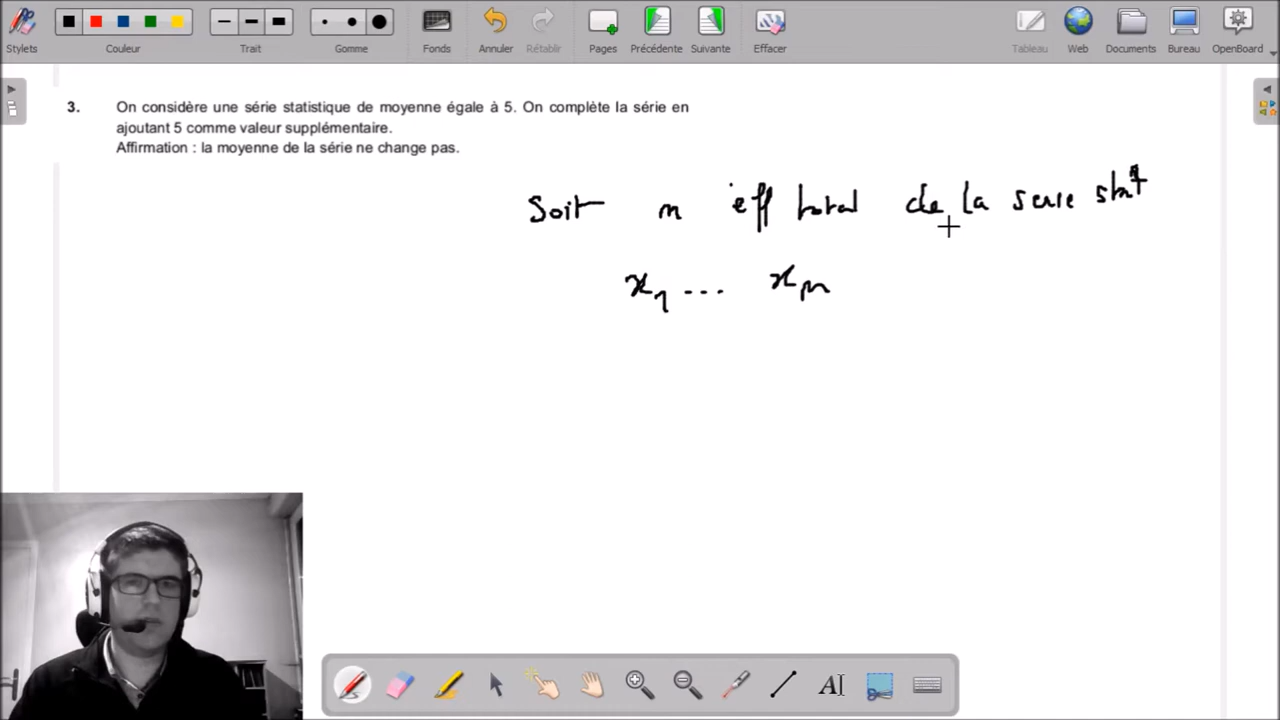 Stylets
Couleur
Trait
Gomme
Fonds
Annuler
Rétablir
Pages
Précédente
Suivante
Effacer
Tableau
Web
Documents
Bureau
OpenBoard
3. On considère une série statistique de moyenne égale à 5. On complète la série en
ajoutant 5 comme valeur supplémentaire.
Affirmation : la moyenne de la série ne change pas.
Soit n eff total de la serie stat
x1 ... xn
AI